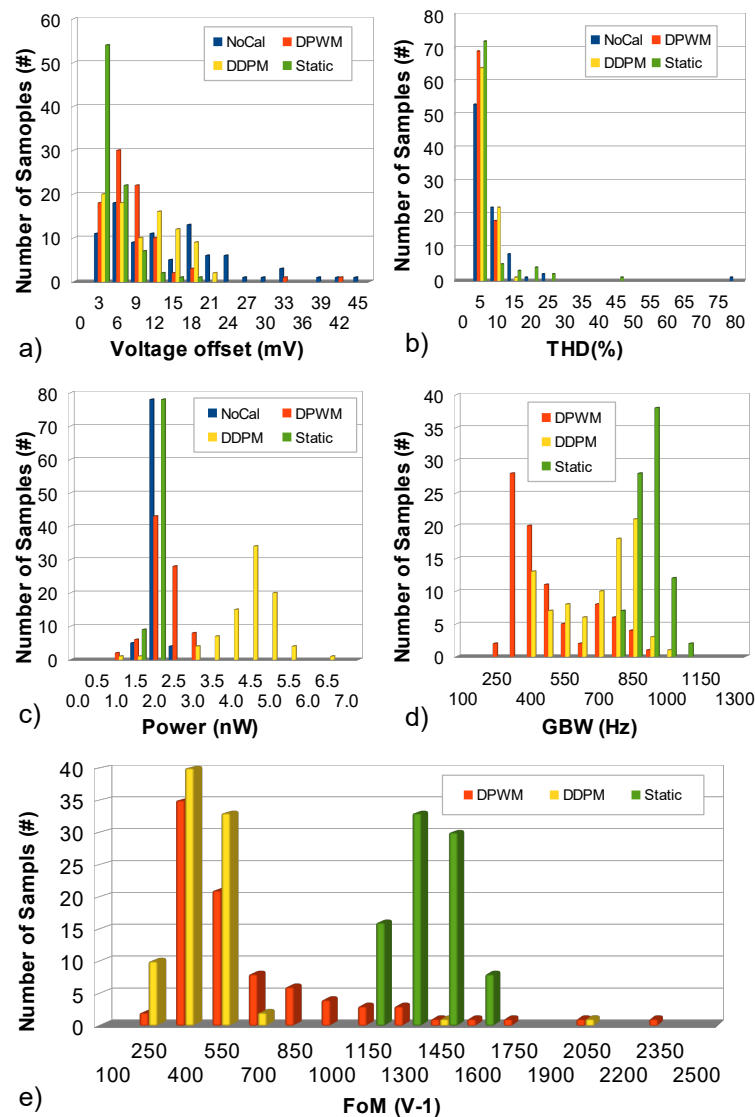 60
50
40
30
20
10
0
Number of Samoples (#)
NoCal DPWM
DDPM Static
3 6 9 12 15 18 21 24 27 30 33 36 39 42 45
0
Voltage offset (mV)
a)
80
70
60
50
40
30
20
10
0
Number of Samples (#)
NoCal DPWM
DDPM Static
5 15 25 35 45 55 65 75
0 10 20 30 40 50 60 70 80
THD(%)
b)
80
70
60
50
40
30
20
10
0
Number of Samples (#)
NoCal DPWM
DDPM Static
0.5 1.5 2.5 3.5 4.5 5.5 6.5
0.0 1.0 2.0 3.0 4.0 5.0 6.0 7.0
Power (nW)
c)
40
35
30
25
20
15
10
5
0
Number of Samples (#)
DPWM
DDPM
Static
250 550 850 1150
100 400 700 1000 1300
GBW (Hz)
d)
40
35
30
25
20
15
10
5
0
Number of Sampls (#)
DPWM DDPM Static
250 550 850 1150 1450 1750 2050 2350
100 400 700 1000 1300 1600 1900 2200 2500
FoM (V-1)
e)